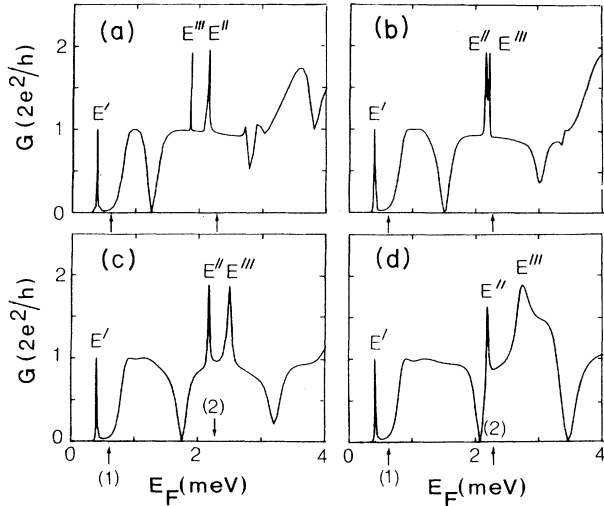 (a)
E‴ E″
E′
2
1
0
G (2e²/h)
(b)
E″ E‴
E′
(c)
E″ E‴
E′
(2)
2
1
0
G (2e²/h)
0 2 4
(1)
E_F (meV)
(d)
E‴
E″
E′
(2)
0 2 4
(1)
E_F (meV)